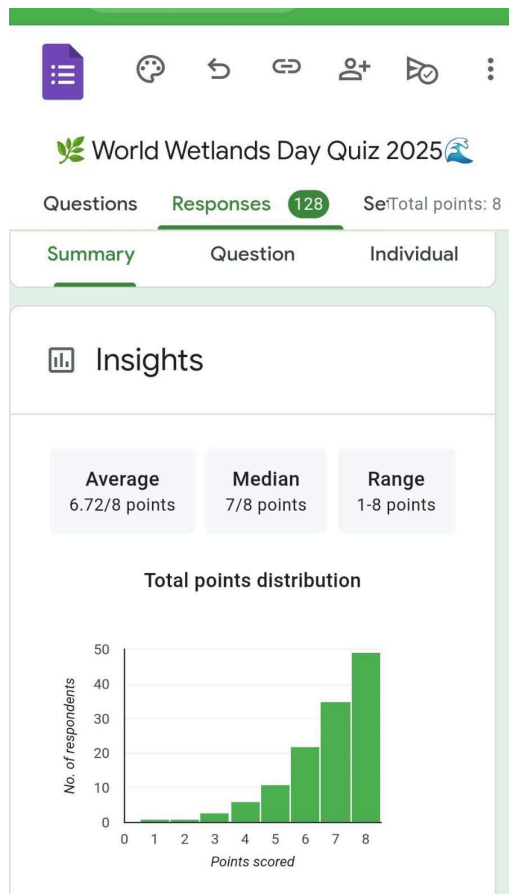 🌿 World Wetlands Day Quiz 2025🌊
Questions Responses 128 Se Total points: 8
Summary Question Individual
Insights
Average Median Range
6.72/8 points 7/8 points 1-8 points
Total points distribution
50
40
30
20
10
0
No. of respondents
0 1 2 3 4 5 6 7 8
Points scored